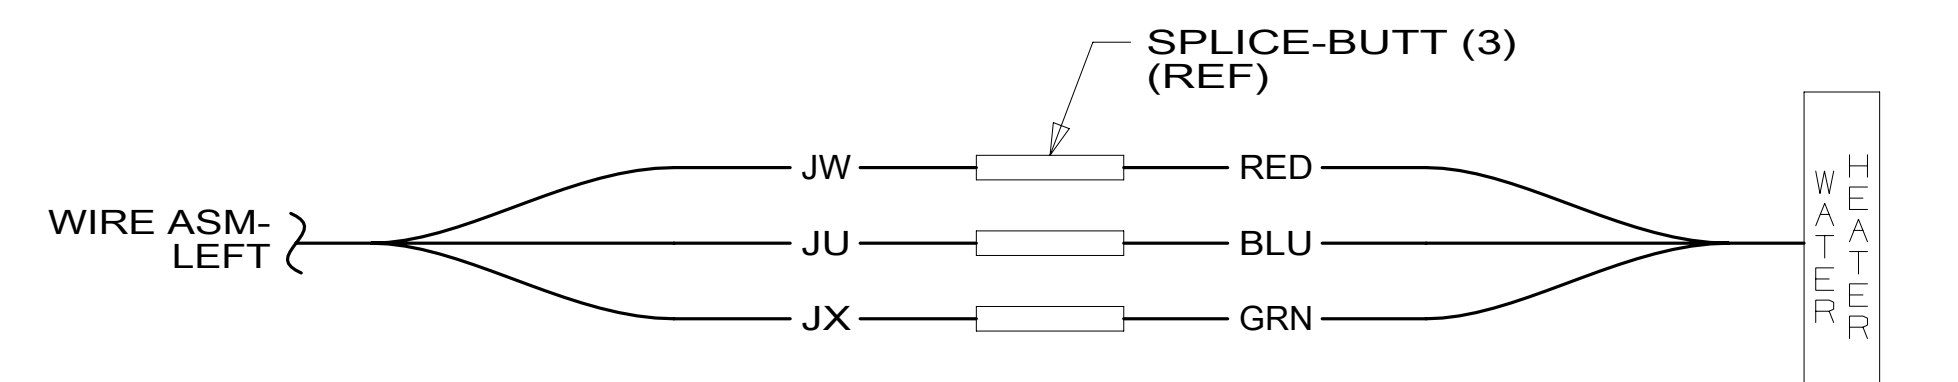 SPLICE-BUTT (3)
(REF)
WIRE ASM-
LEFT
JW
RED
JU
BLU
JX
GRN
WATER
HEATER